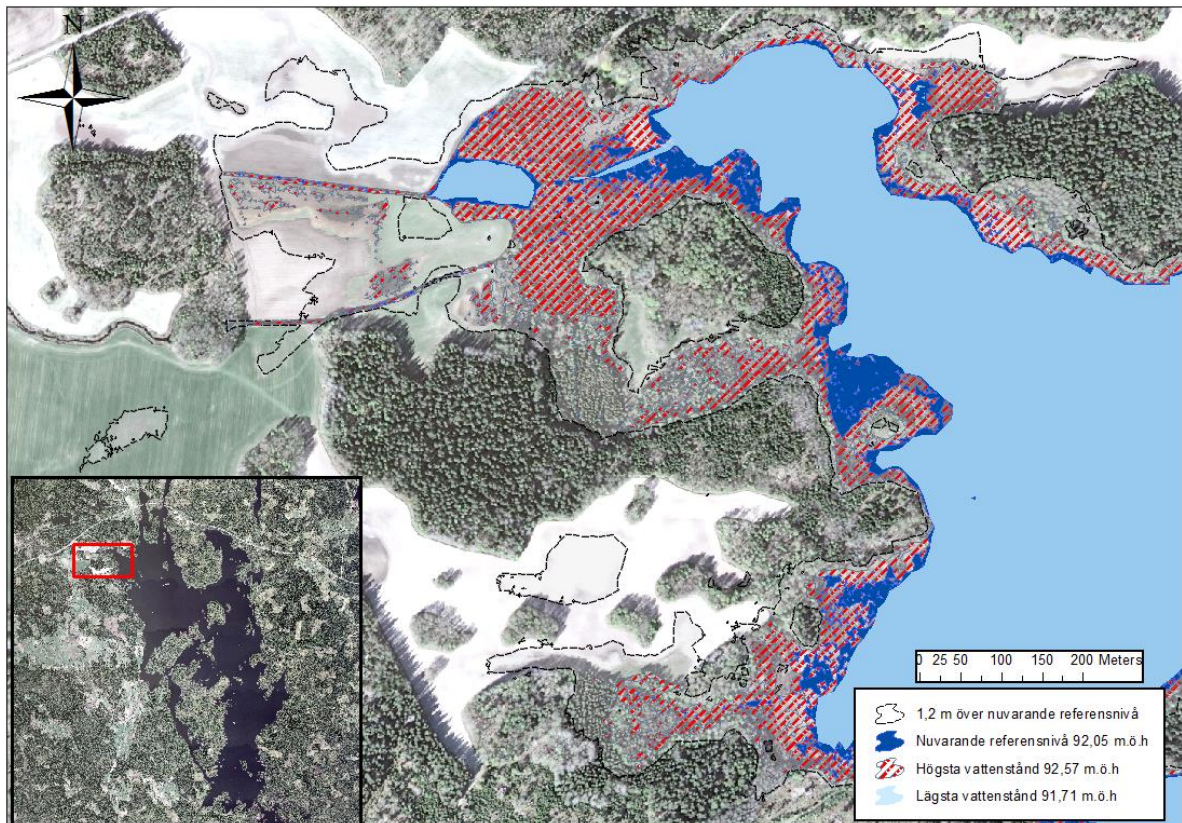 N
0 25 50 100 150 200 Meters
1,2 m över nuvarande referensnivå
Nuvarande referensnivå 92,05 m.ö.h
Högsta vattenstånd 92,57 m.ö.h
Lägsta vattenstånd 91,71 m.ö.h